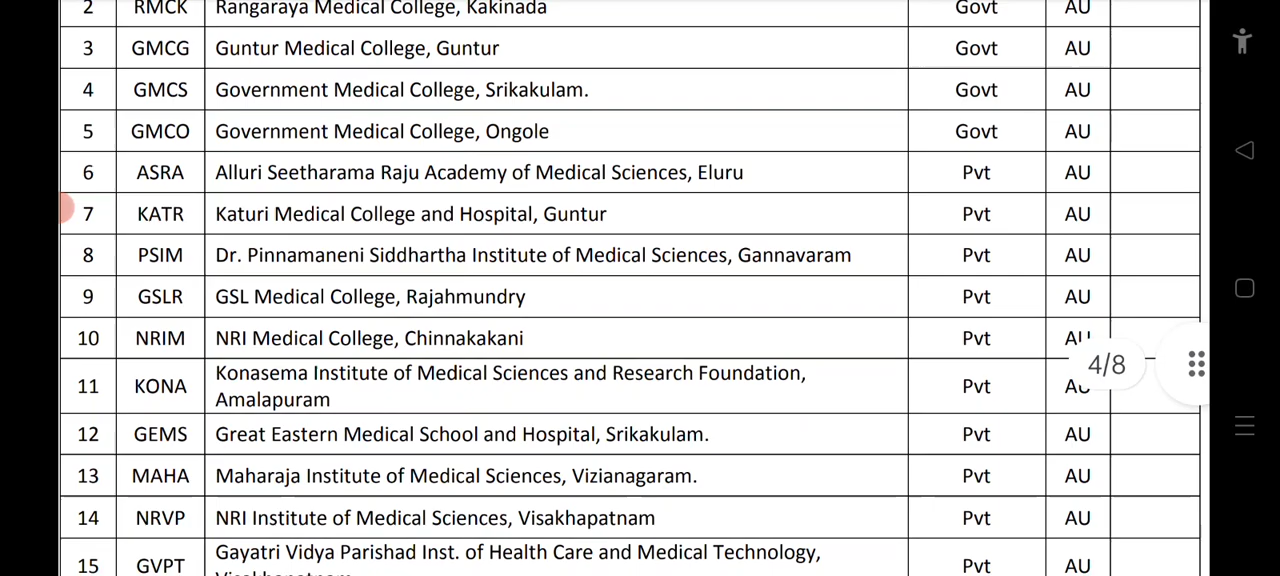 2 RMCK Rangaraya Medical College, Kakinada Govt AU
3 GMCG Guntur Medical College, Guntur Govt AU
4 GMCS Government Medical College, Srikakulam. Govt AU
5 GMCO Government Medical College, Ongole Govt AU
6 ASRA Alluri Seetharama Raju Academy of Medical Sciences, Eluru Pvt AU
7 KATR Katuri Medical College and Hospital, Guntur Pvt AU
8 PSIM Dr. Pinnamaneni Siddhartha Institute of Medical Sciences, Gannavaram Pvt AU
9 GSLR GSL Medical College, Rajahmundry Pvt AU
10 NRIM NRI Medical College, Chinnakakani Pvt AU
4/8
11 KONA Konasema Institute of Medical Sciences and Research Foundation,
Amalapuram Pvt AU
12 GEMS Great Eastern Medical School and Hospital, Srikakulam. Pvt AU
13 MAHA Maharaja Institute of Medical Sciences, Vizianagaram. Pvt AU
14 NRVP NRI Institute of Medical Sciences, Visakhapatnam Pvt AU
15 GVPT Gayatri Vidya Parishad Inst. of Health Care and Medical Technology, Pvt AU